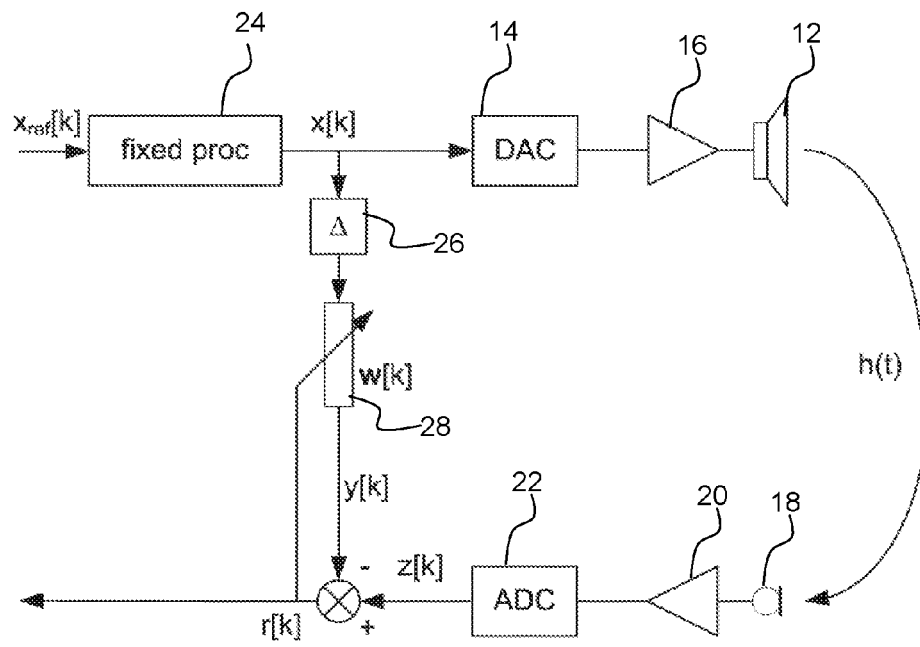 24
14
16
12
x_ref[k]
fixed proc
x[k]
DAC
Δ
26
w[k]
28
h(t)
y[k]
22
20
18
-
z[k]
ADC
r[k]
+